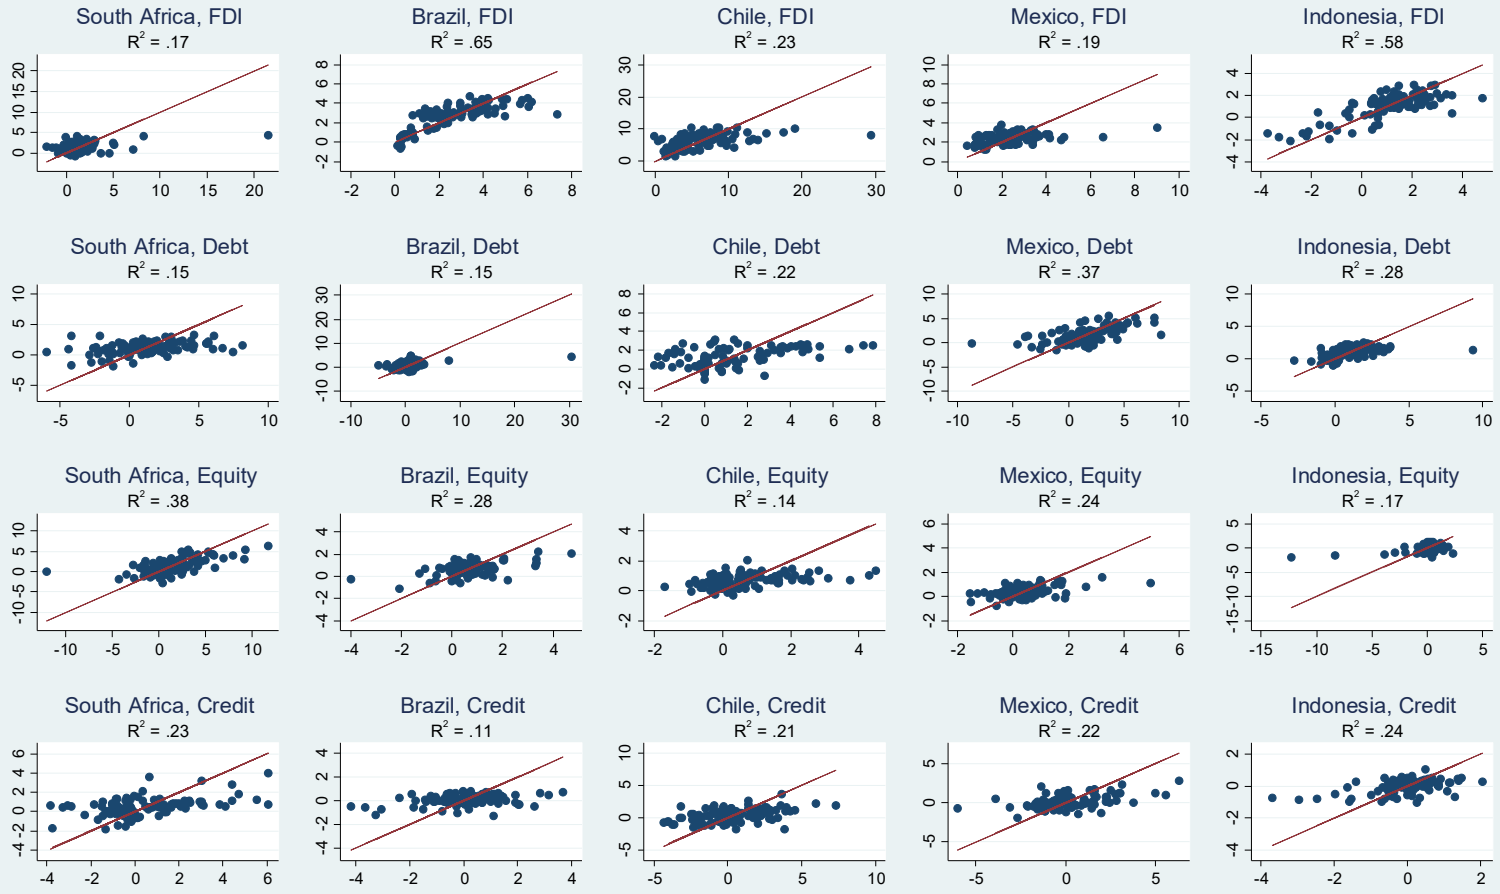 South Africa, FDI
R² = .17
20
15
10
5
0
0 5 10 15 20
Brazil, FDI
R² = .65
8
6
4
2
0
-2
-2 0 2 4 6 8
Chile, FDI
R² = .23
30
20
10
0
0 10 20 30
Mexico, FDI
R² = .19
10
8
6
4
2
0
0 2 4 6 8 10
Indonesia, FDI
R² = .58
4
2
0
-2
-4
-4 -2 0 2 4
South Africa, Debt
R² = .15
10
5
0
-5
-5 0 5 10
Brazil, Debt
R² = .15
30
20
10
0
-10
-10 0 10 20 30
Chile, Debt
R² = .22
8
6
4
2
0
-2
-2 0 2 4 6 8
Mexico, Debt
R² = .37
10
5
0
-5
-10
-10 -5 0 5 10
Indonesia, Debt
R² = .28
10
5
0
-5
-5 0 5 10
South Africa, Equity
R² = .38
10
5
0
-5
-10
-10 -5 0 5 10
Brazil, Equity
R² = .28
4
2
0
-2
-4
-4 -2 0 2 4
Chile, Equity
R² = .14
4
2
0
-2
-2 0 2 4
Mexico, Equity
R² = .24
6
4
2
0
-2
-2 0 2 4 6
Indonesia, Equity
R² = .17
5
0
-5
-10
-15
-15 -10 -5 0 5
South Africa, Credit
R² = .23
6
4
2
0
-2
-4
-4 -2 0 2 4 6
Brazil, Credit
R² = .11
4
2
0
-2
-4
-4 -2 0 2 4
Chile, Credit
R² = .21
10
5
0
-5
-5 0 5 10
Mexico, Credit
R² = .22
5
0
-5
-5 0 5
Indonesia, Credit
R² = .24
2
0
-2
-4
-4 -2 0 2